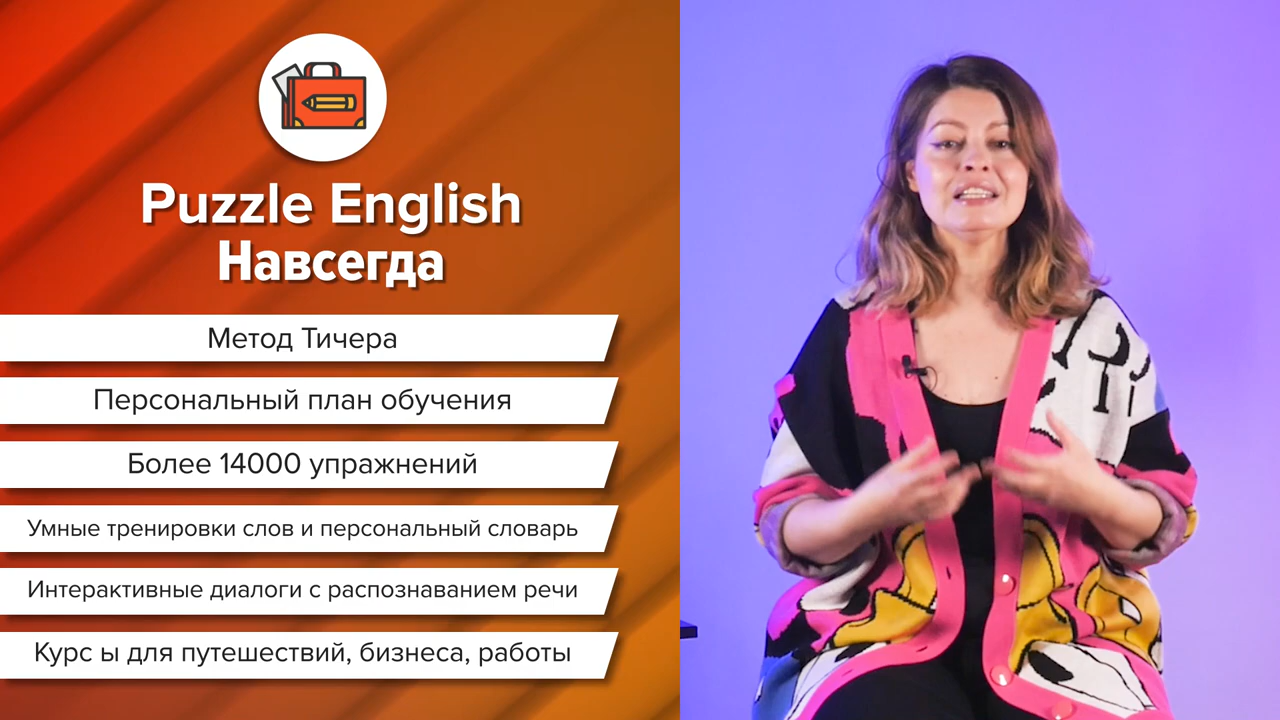 Puzzle English
Навсегда
Метод Тичера
Персональный план обучения
Более 14000 упражнений
Умные тренировки слов и персональный словарь
Интерактивные диалоги с распознаванием речи
Курс ы для путешествий, бизнеса, работы